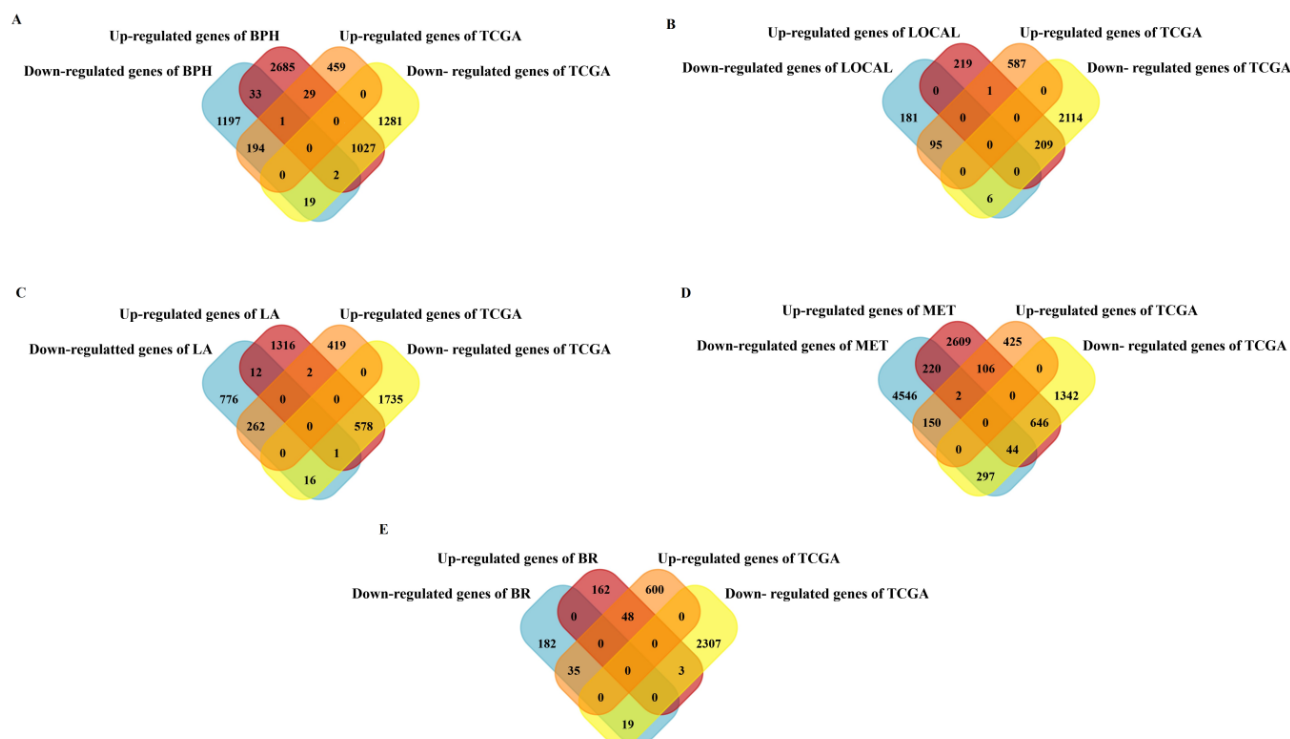 A
Up-regulated genes of BPH Up-regulated genes of TCGA
Down-regulated genes of BPH 2685 459 Down- regulated genes of TCGA
33 29 0
1197 1 0 1281
194 0 1027
0 2
19
B
Up-regulated genes of LOCAL Up-regulated genes of TCGA
Down-regulated genes of LOCAL 219 587 Down- regulated genes of TCGA
0 1 0
181 0 0 2114
95 0 209
0 0
6
C
Up-regulated genes of LA Up-regulated genes of TCGA
Down-regulatted genes of LA 1316 419 Down- regulated genes of TCGA
12 2 0
776 0 0 1735
262 0 578
0 1
16
D
Up-regulated genes of MET Up-regulated genes of TCGA
Down-regulated genes of MET 2609 425 Down- regulated genes of TCGA
220 106 0
4546 2 0 1342
150 0 646
0 44
297
E
Up-regulated genes of BR Up-regulated genes of TCGA
Down-regulated genes of BR 162 600 Down- regulated genes of TCGA
0 48 0
182 0 0 2307
35 0 3
0 0
19